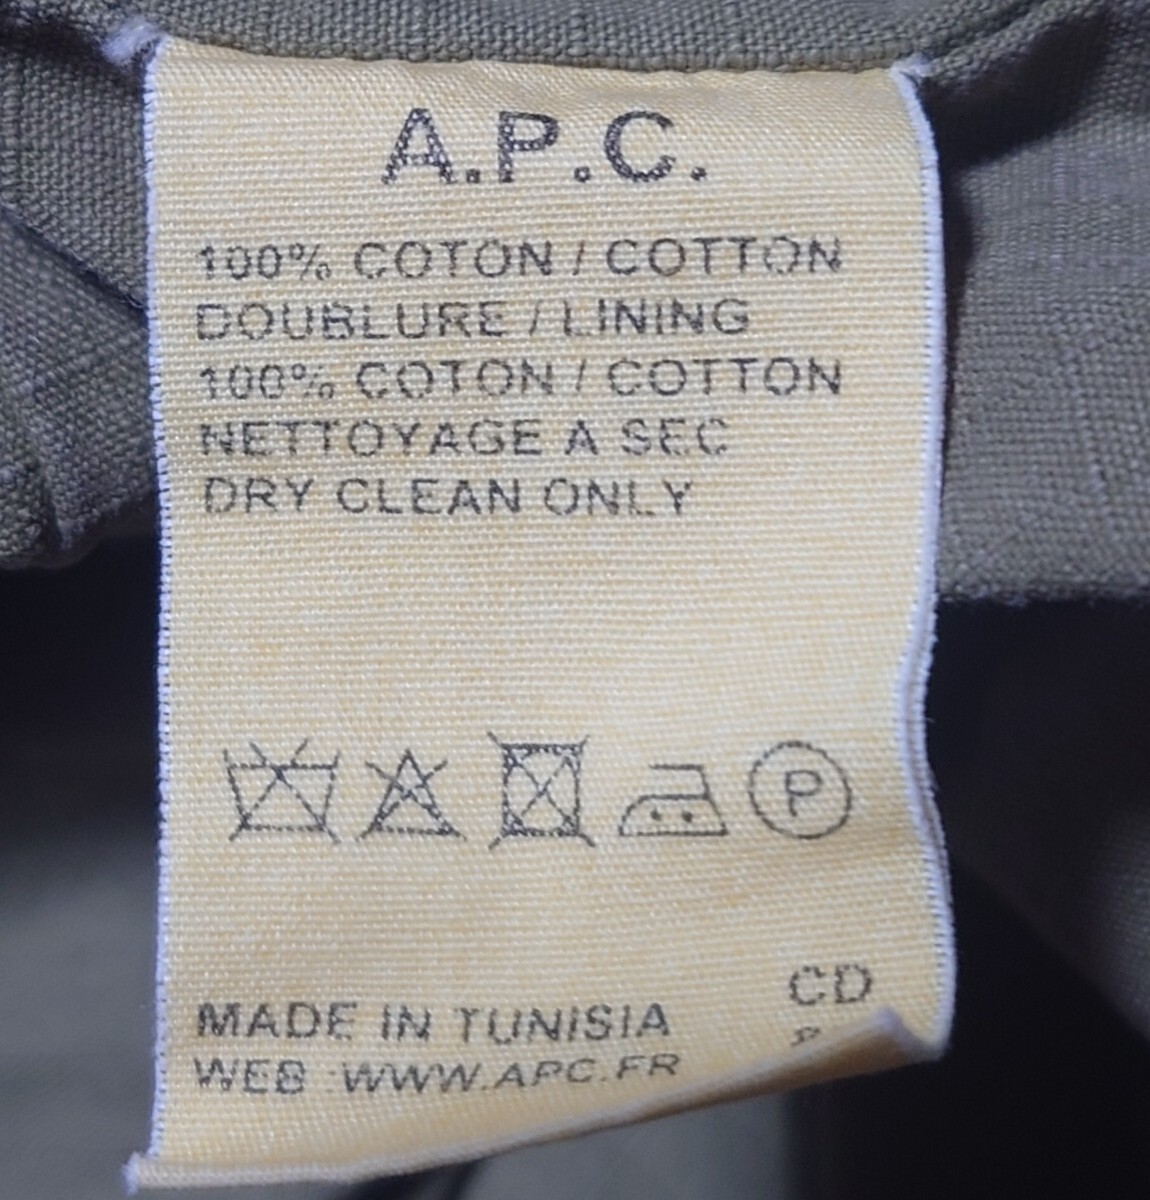 A.P.C.
100% COTON / COTTON
DOUBLURE / LINING
100% COTON / COTTON
NETTOYAGE A SEC
DRY CLEAN ONLY
P
CD
MADE IN TUNISIA
WEB : WWW.APC.FR